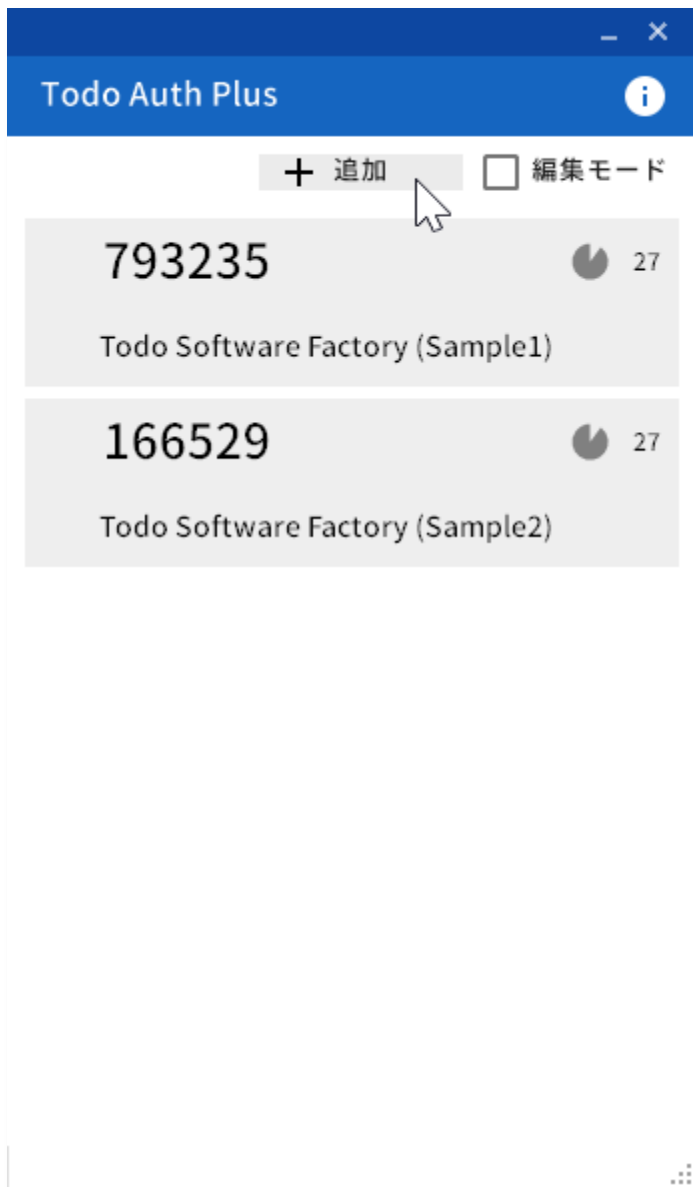 Todo Auth Plus
追加
編集モード
793235
27
Todo Software Factory (Sample1)
166529
27
Todo Software Factory (Sample2)